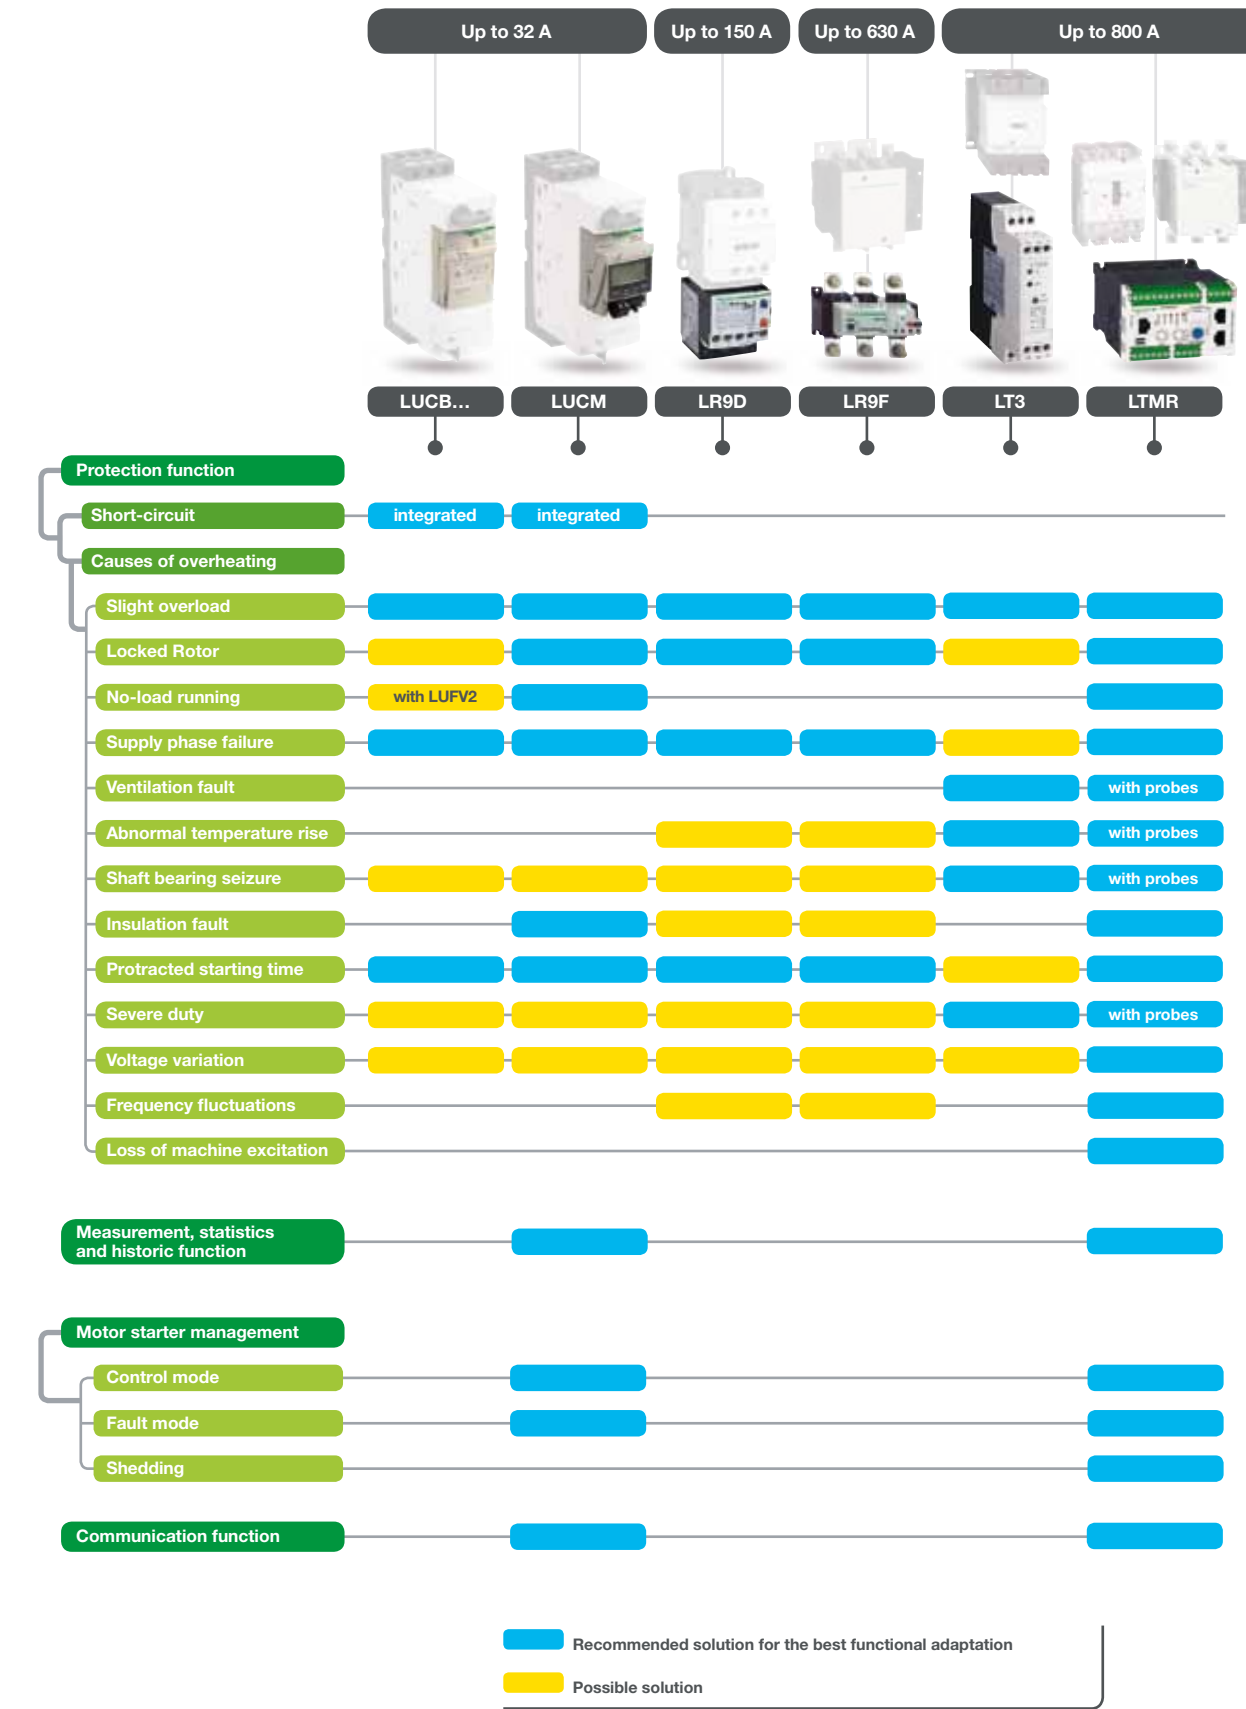 Up to 32 A
Up to 150 A
Up to 630 A
Up to 800 A
LUCB...
LUCM
LR9D
LR9F
LT3
LTMR
Protection function
Short-circuit
integrated
integrated
Causes of overheating
Slight overload
Locked Rotor
No-load running
with LUFV2
Supply phase failure
Ventilation fault
with probes
Abnormal temperature rise
with probes
Shaft bearing seizure
with probes
Insulation fault
Protracted starting time
Severe duty
with probes
Voltage variation
Frequency fluctuations
Loss of machine excitation
Measurement, statistics
and historic function
Motor starter management
Control mode
Fault mode
Shedding
Communication function
Recommended solution for the best functional adaptation
Possible solution